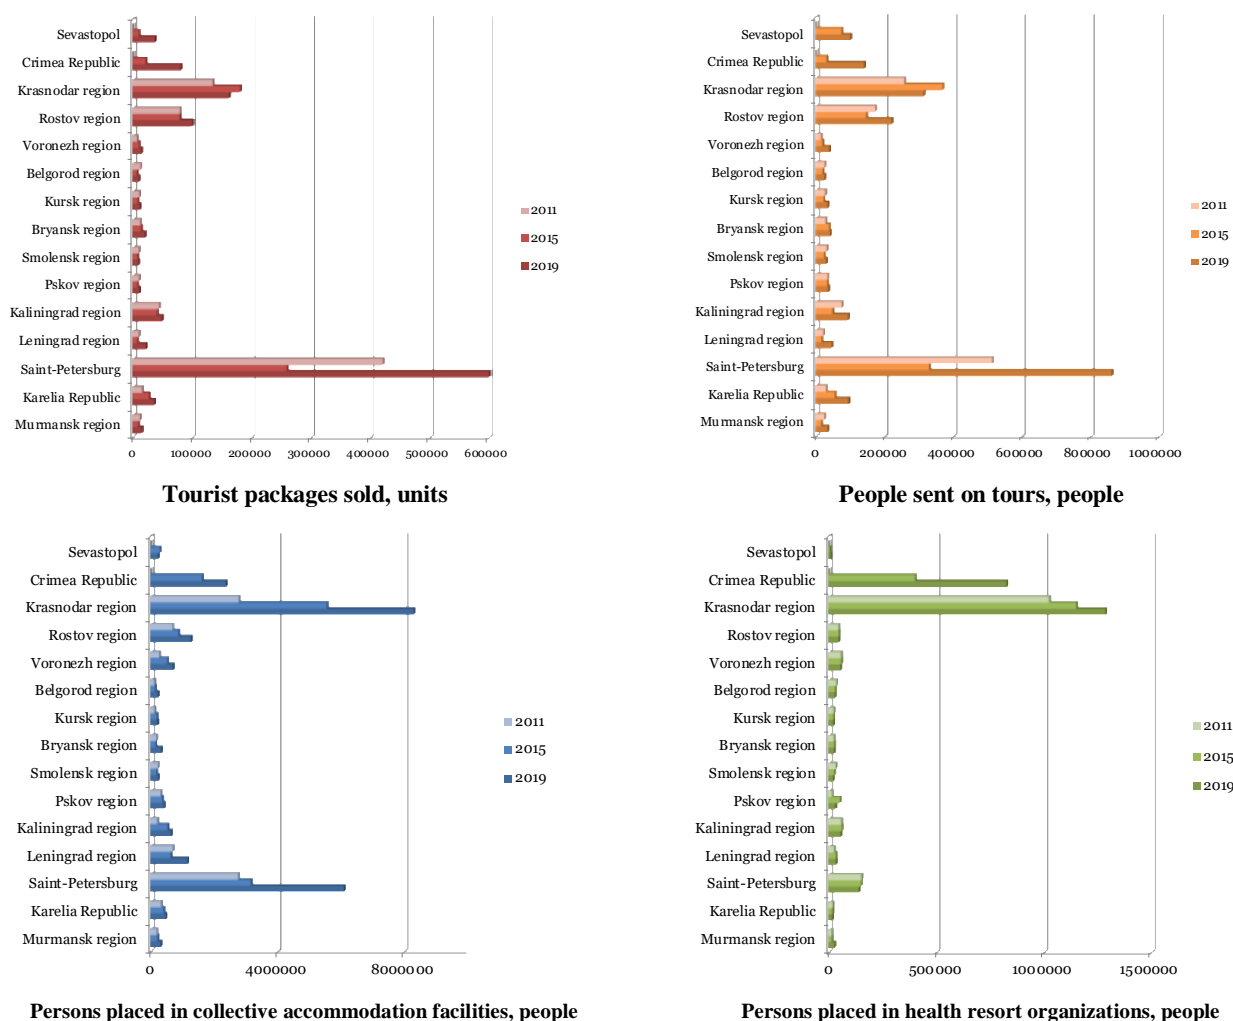 Sevastopol
Crimea Republic
Krasnodar region
Rostov region
Voronezh region
Belgorod region
Kursk region
Bryansk region
Smolensk region
Pskov region
Kaliningrad region
Leningrad region
Saint-Petersburg
Karelia Republic
Murmansk region
0 100000 200000 300000 400000 500000 600000
2011
2015
2019
Tourist packages sold, units
Sevastopol
Crimea Republic
Krasnodar region
Rostov region
Voronezh region
Belgorod region
Kursk region
Bryansk region
Smolensk region
Pskov region
Kaliningrad region
Leningrad region
Saint-Petersburg
Karelia Republic
Murmansk region
0 200000 400000 600000 800000 1000000
2011
2015
2019
People sent on tours, people
Sevastopol
Crimea Republic
Krasnodar region
Rostov region
Voronezh region
Belgorod region
Kursk region
Bryansk region
Smolensk region
Pskov region
Kaliningrad region
Leningrad region
Saint-Petersburg
Karelia Republic
Murmansk region
0 4000000 8000000
2011
2015
2019
Persons placed in collective accommodation facilities, people
Sevastopol
Crimea Republic
Krasnodar region
Rostov region
Voronezh region
Belgorod region
Kursk region
Bryansk region
Smolensk region
Pskov region
Kaliningrad region
Leningrad region
Saint-Petersburg
Karelia Republic
Murmansk region
0 500000 1000000 1500000
2011
2015
2019
Persons placed in health resort organizations, people